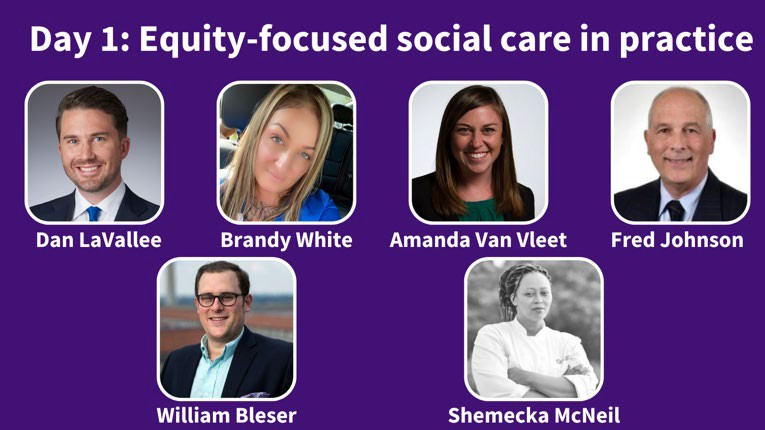 Day 1: Equity-focused social care in practice
Dan LaVallee
Brandy White
Amanda Van Vleet
Fred Johnson
William Bleser
Shemecka McNeil